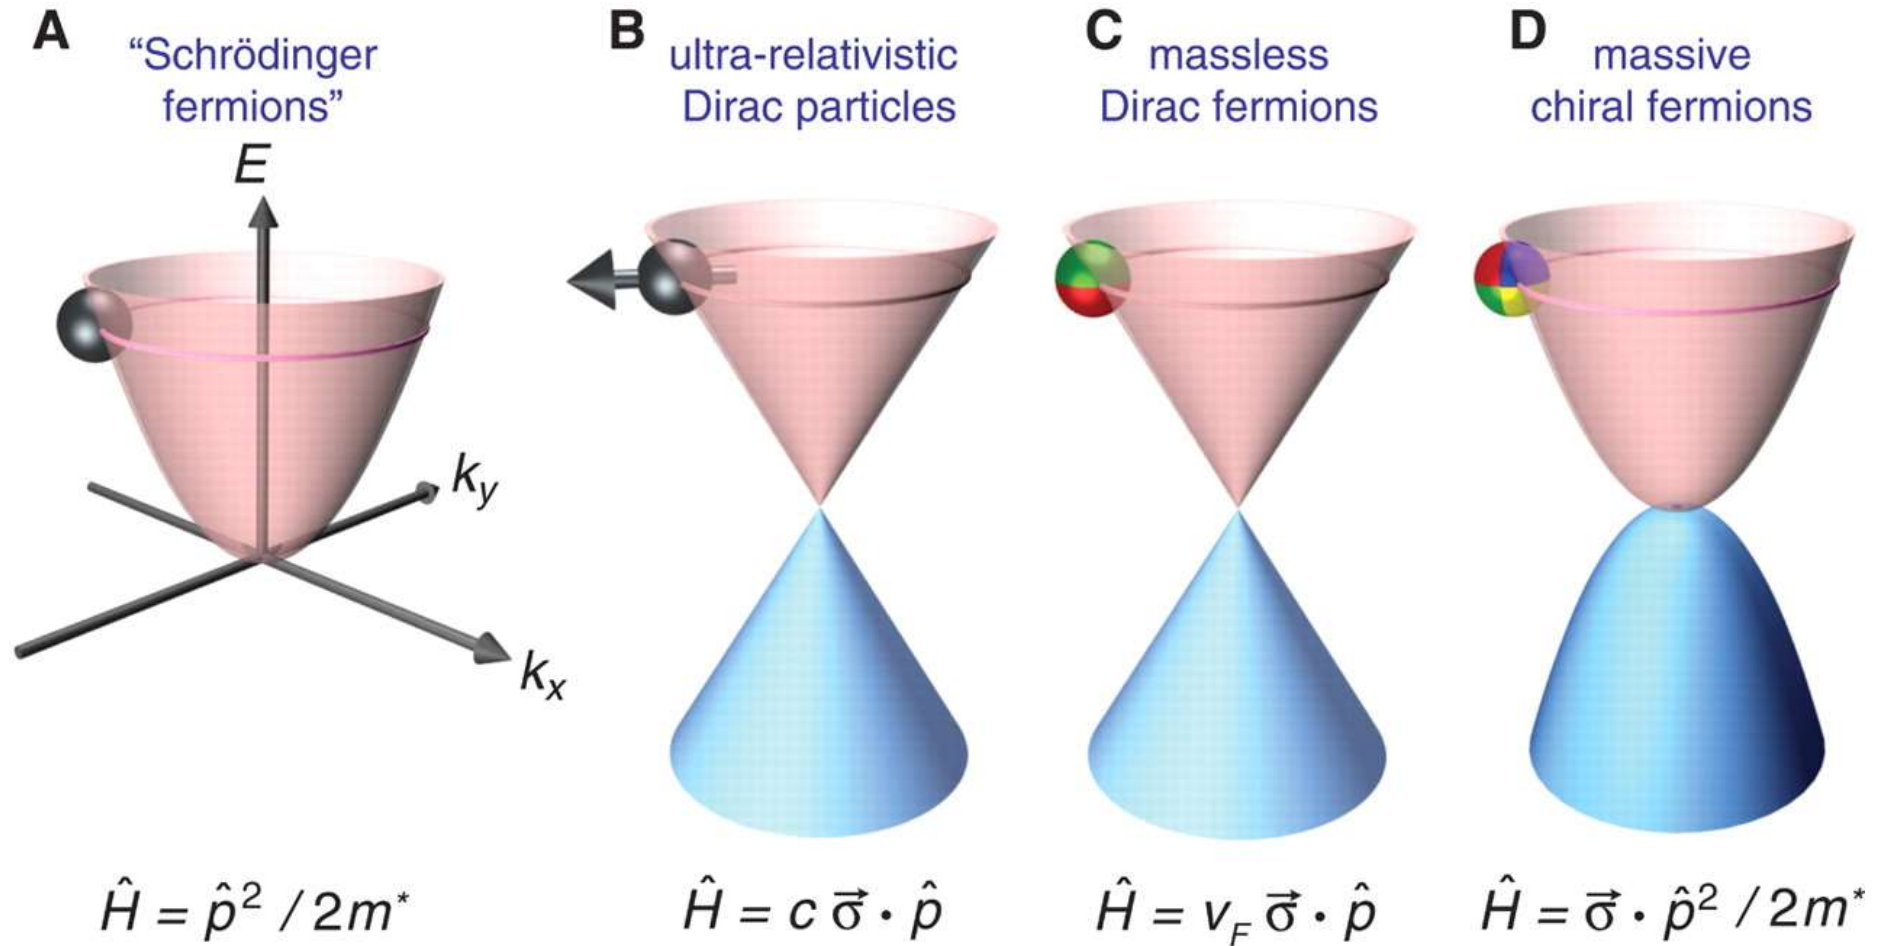 A
“Schrödinger
fermions”
E
k_y
k_x
Ĥ = p̂² / 2m*
B
ultra-relativistic
Dirac particles
Ĥ = c σ⃗ · p̂
C
massless
Dirac fermions
Ĥ = v_F σ⃗ · p̂
D
massive
chiral fermions
Ĥ = σ⃗ · p̂² / 2m*